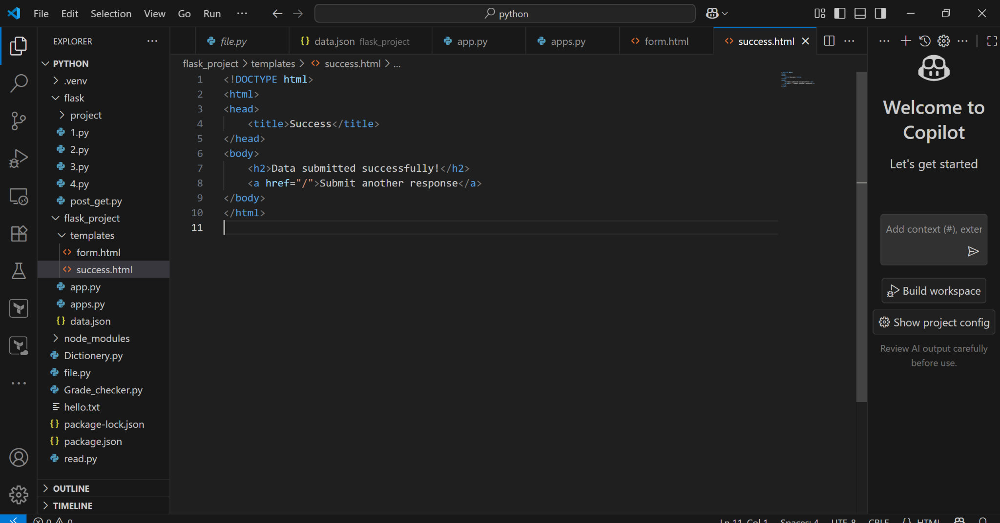 File Edit Selection View Go Run ···
python
EXPLORER ···
PYTHON
.venv
flask
project
1.py
2.py
3.py
4.py
post_get.py
flask_project
templates
form.html
success.html
app.py
apps.py
{} data.json
node_modules
Dictionery.py
file.py
Grade_checker.py
hello.txt
{} package-lock.json
{} package.json
read.py
OUTLINE
TIMELINE
file.py {} data.json flask_project app.py apps.py <> form.html <> success.html
flask_project > templates > <> success.html > ...
1 <!DOCTYPE html>
2 <html>
3 <head>
4 <title>Success</title>
5 </head>
6 <body>
7 <h2>Data submitted successfully!</h2>
8 <a href="/">Submit another response</a>
9 </body>
10 </html>
11
Welcome to
Copilot
Let's get started
Add context (#), exter
Build workspace
Show project config
Review AI output carefully
before use.
0 0 Ln 11, Col 1 Spaces: 4 UTF-8 CRLF {} HTML